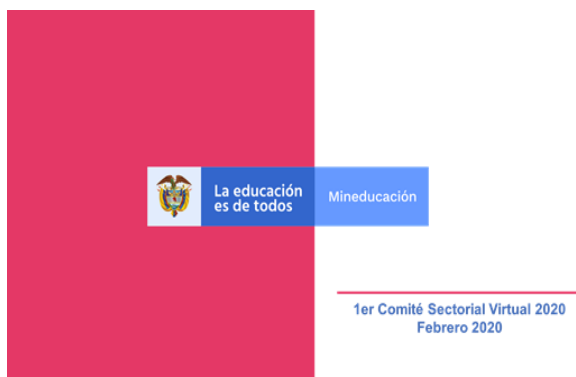 La educación
es de todos
Mineducación
1er Comité Sectorial Virtual 2020
Febrero 2020